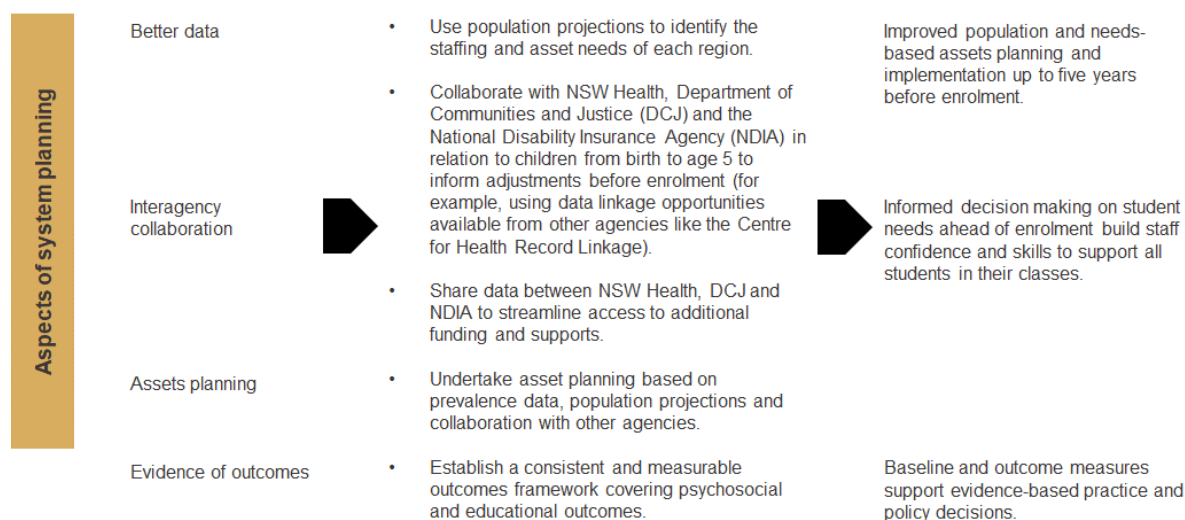 Aspects of system planning
Better data
• Use population projections to identify the
staffing and asset needs of each region.
Improved population and needs-
based assets planning and
implementation up to five years
before enrolment.
Interagency
collaboration
• Collaborate with NSW Health, Department of
Communities and Justice (DCJ) and the
National Disability Insurance Agency (NDIA) in
relation to children from birth to age 5 to
inform adjustments before enrolment (for
example, using data linkage opportunities
available from other agencies like the Centre
for Health Record Linkage).
• Share data between NSW Health, DCJ and
NDIA to streamline access to additional
funding and supports.
Informed decision making on student
needs ahead of enrolment build staff
confidence and skills to support all
students in their classes.
Assets planning
• Undertake asset planning based on
prevalence data, population projections and
collaboration with other agencies.
Evidence of outcomes
• Establish a consistent and measurable
outcomes framework covering psychosocial
and educational outcomes.
Baseline and outcome measures
support evidence-based practice and
policy decisions.